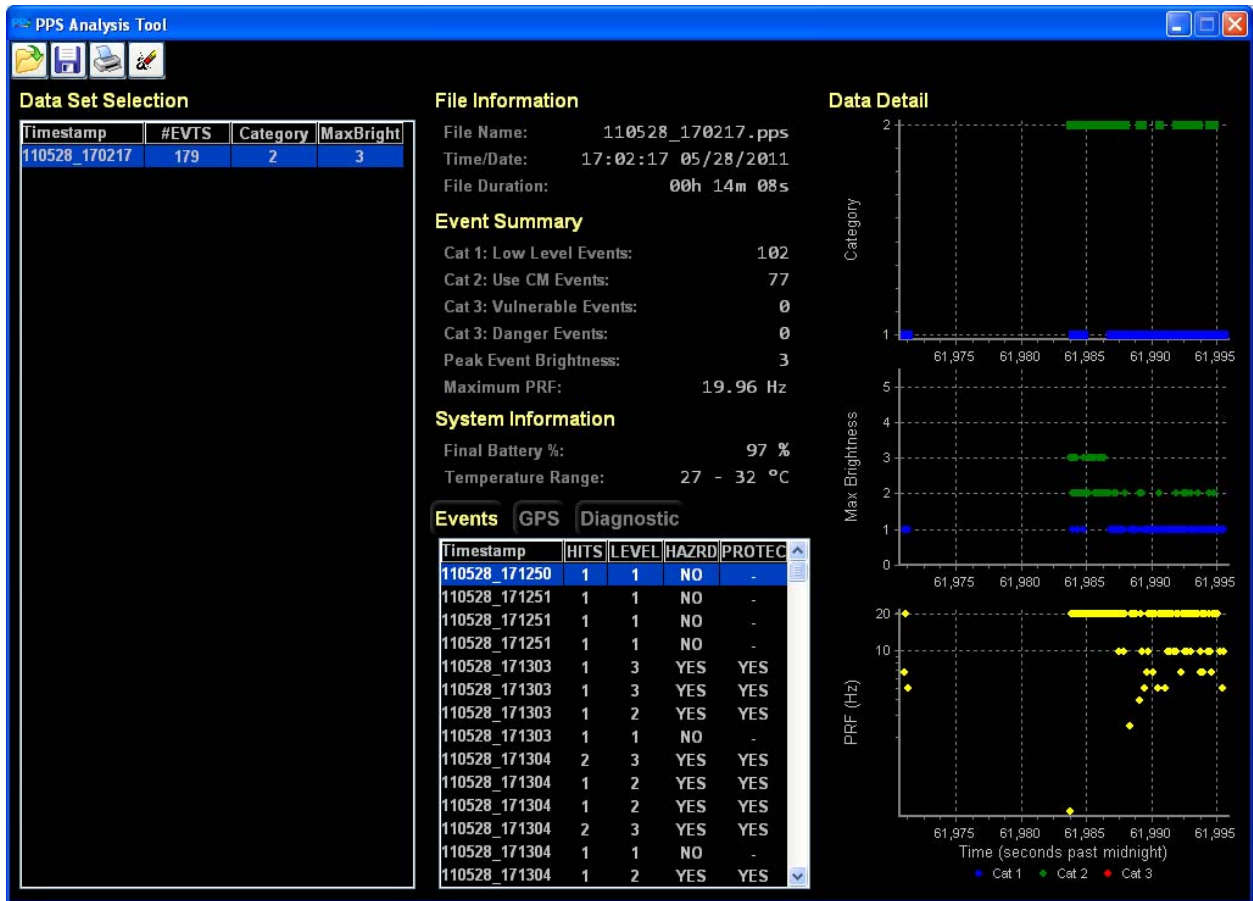 PPS Analysis Tool
Data Set Selection
Timestamp #EVTS Category MaxBright
110528_170217 179 2 3
File Information
File Name: 110528_170217.pps
Time/Date: 17:02:17 05/28/2011
File Duration: 00h 14m 08s
Event Summary
Cat 1: Low Level Events: 102
Cat 2: Use CM Events: 77
Cat 3: Vulnerable Events: 0
Cat 3: Danger Events: 0
Peak Event Brightness: 3
Maximum PRF: 19.96 Hz
System Information
Final Battery %: 97 %
Temperature Range: 27 - 32 ºC
Events GPS Diagnostic
Timestamp HITS LEVEL HAZRD PROTEC
110528_171250 1 1 NO -
110528_171251 1 1 NO -
110528_171251 1 1 NO -
110528_171251 1 1 NO -
110528_171303 1 3 YES YES
110528_171303 1 3 YES YES
110528_171303 1 2 YES YES
110528_171303 1 1 NO -
110528_171304 2 3 YES YES
110528_171304 1 2 YES YES
110528_171304 1 2 YES YES
110528_171304 2 3 YES YES
110528_171304 1 1 NO -
110528_171304 1 2 YES YES
Data Detail
Category
2
1
61,975 61,980 61,985 61,990 61,995
Max Brightness
5
4
3
2
1
0
61,975 61,980 61,985 61,990 61,995
PRF (Hz)
20
10
61,975 61,980 61,985 61,990 61,995
Time (seconds past midnight)
Cat 1 Cat 2 Cat 3